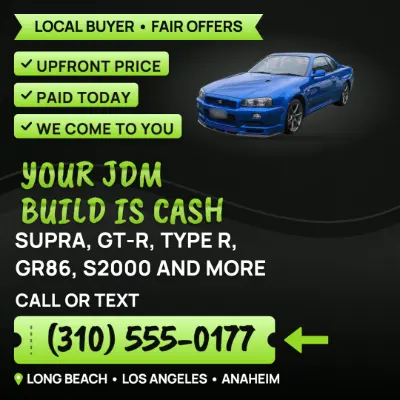 LOCAL BUYER • FAIR OFFERS
UPFRONT PRICE
PAID TODAY
WE COME TO YOU
YOUR JDM
BUILD IS CASH
SUPRA, GT-R, TYPE R,
GR86, S2000 AND MORE
CALL OR TEXT
(310) 555-0177
LONG BEACH • LOS ANGELES • ANAHEIM